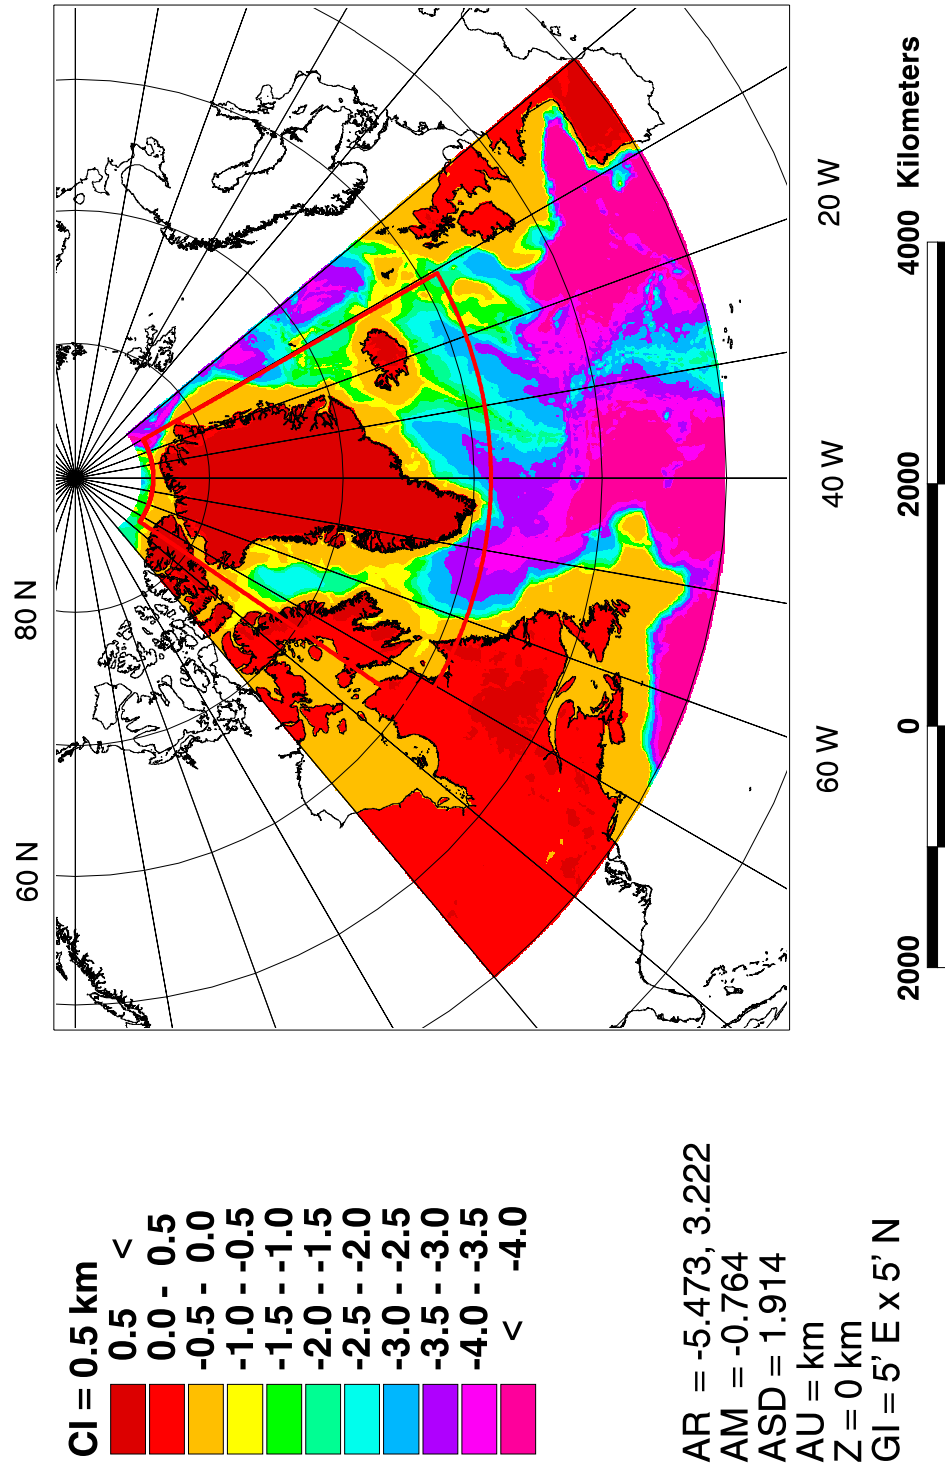 80 N
60 N
20 W
40 W
60 W
2000 0 2000 4000 Kilometers
CI = 0.5 km
0.5 <
0.0 - 0.5
-0.5 - 0.0
-1.0 - -0.5
-1.5 - -1.0
-2.0 - -1.5
-2.5 - -2.0
-3.0 - -2.5
-3.5 - -3.0
-4.0 - -3.5
< -4.0
AR = -5.473, 3.222
AM = -0.764
ASD = 1.914
AU = km
Z = 0 km
GI = 5' E x 5' N